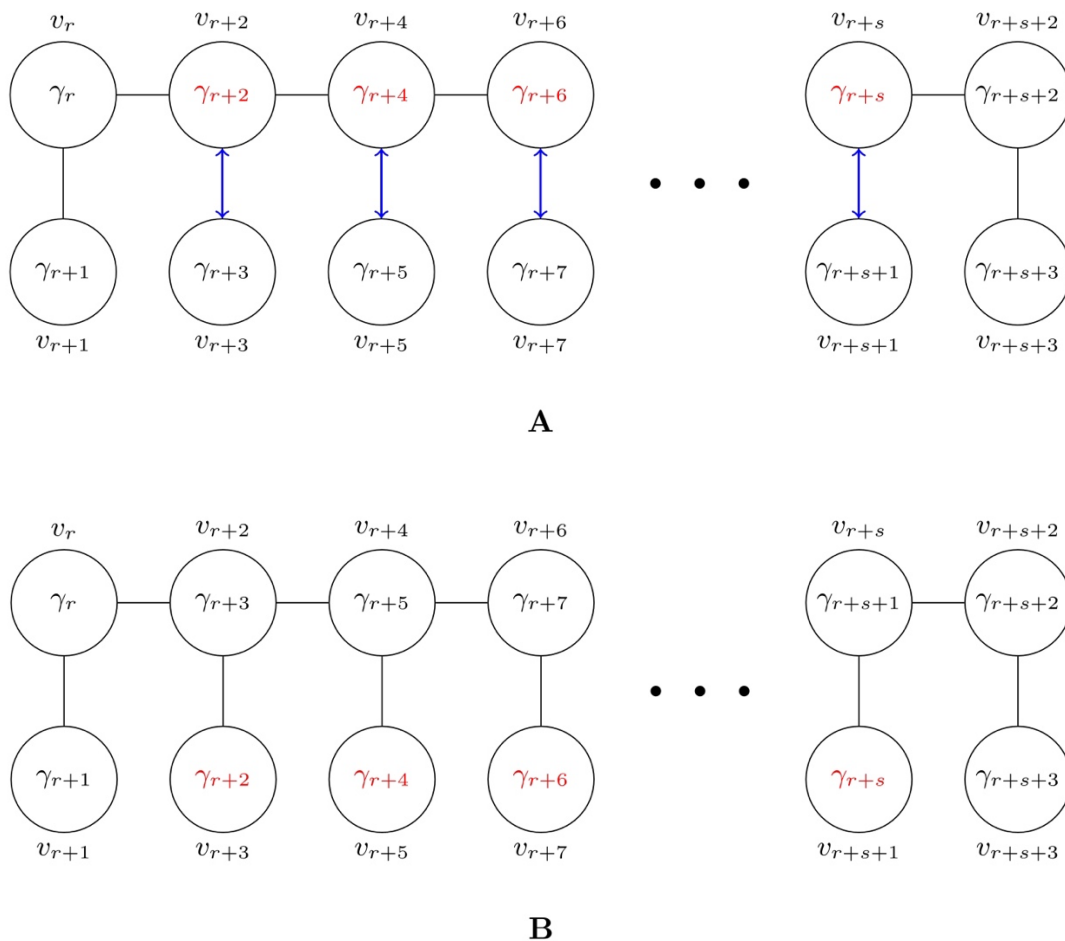 v_r v_{r+2} v_{r+4} v_{r+6} v_{r+s} v_{r+s+2}
γ_r γ_{r+2} γ_{r+4} γ_{r+6} γ_{r+s} γ_{r+s+2}
γ_{r+1} γ_{r+3} γ_{r+5} γ_{r+7} γ_{r+s+1} γ_{r+s+3}
v_{r+1} v_{r+3} v_{r+5} v_{r+7} v_{r+s+1} v_{r+s+3}
A
v_r v_{r+2} v_{r+4} v_{r+6} v_{r+s} v_{r+s+2}
γ_r γ_{r+3} γ_{r+5} γ_{r+7} γ_{r+s+1} γ_{r+s+2}
γ_{r+1} γ_{r+2} γ_{r+4} γ_{r+6} γ_{r+s} γ_{r+s+3}
v_{r+1} v_{r+3} v_{r+5} v_{r+7} v_{r+s+1} v_{r+s+3}
B